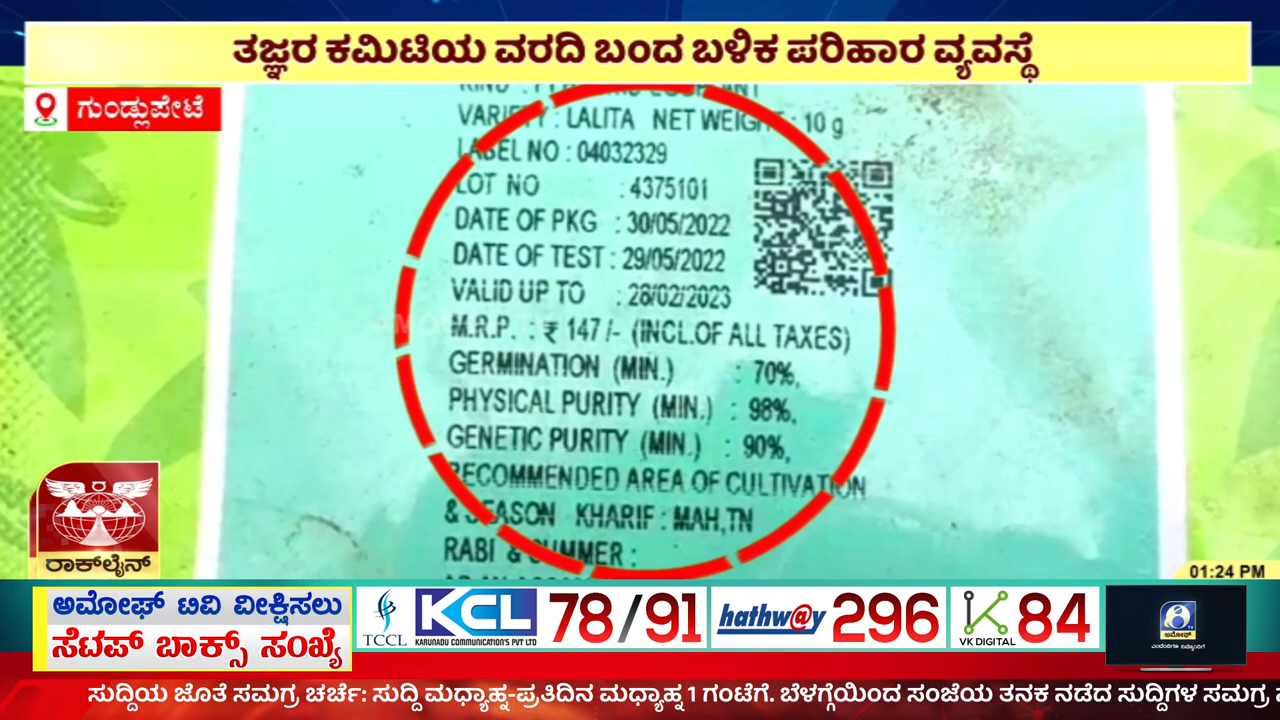 ತಜ್ಞರ ಕಮಿಟಿಯ ವರದಿ ಬಂದ ಬಳಿಕ ಪರಿಹಾರ ವ್ಯವಸ್ಥೆ
ಗುಂಡ್ಲುಪೇಟೆ
VARIETY : LALITA NET WEIGHT : 10 g
LABEL NO : 04032329
LOT NO : 4375101
DATE OF PKG : 30/05/2022
DATE OF TEST : 29/05/2022
VALID UP TO : 28/02/2023
M.R.P. : ₹ 147/- (INCL.OF ALL TAXES)
GERMINATION (MIN.) : 70%,
PHYSICAL PURITY (MIN.) : 98%,
GENETIC PURITY (MIN.) : 90%,
RECOMMENDED AREA OF CULTIVATION
& SEASON KHARIF : MAH,TN
RABI & SUMMER :
ರಾಕ್‌ಲೈನ್
01:24 PM
ಅಮೋಘ್ ಟಿವಿ ವೀಕ್ಷಿಸಲು
ಸೆಟಪ್ ಬಾಕ್ಸ್ ಸಂಖ್ಯೆ
TCCL
KCL
KARUNADU COMMUNICATION'S PVT LTD
78/91
hathw@y
296
VK DIGITAL
84
ಅಮೋಘ್
ಎಂದೆಂದಿಗೂ ನಿಮ್ಮೊಂದಿಗೆ
ಸುದ್ದಿಯ ಜೊತೆ ಸಮಗ್ರ ಚರ್ಚೆ: ಸುದ್ದಿ ಮಧ್ಯಾಹ್ನ-ಪ್ರತಿದಿನ ಮಧ್ಯಾಹ್ನ 1 ಗಂಟೆಗೆ. ಬೆಳಗ್ಗೆಯಿಂದ ಸಂಜೆಯ ತನಕ ನಡೆದ ಸುದ್ದಿಗಳ ಸಮಗ್ರ